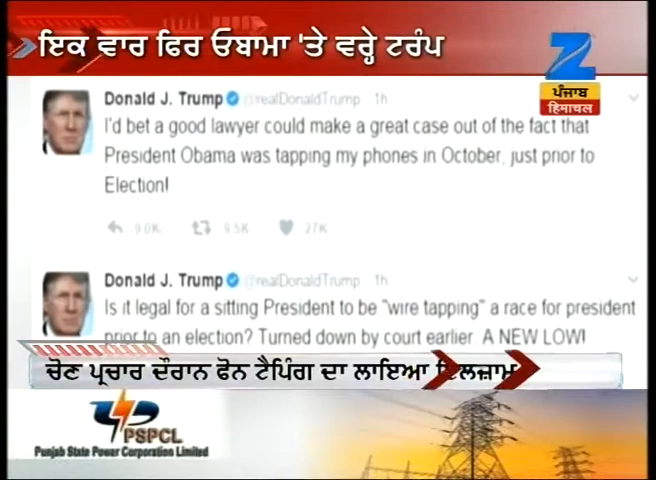 ਇਕ ਵਾਰ ਫਿਰ ਓਬਾਮਾ 'ਤੇ ਵਰ੍ਹੇ ਟਰੰਪ
Z
ਪੰਜਾਬ
हिमाचल
Donald J. Trump @realDonaldTrump 1h
I'd bet a good lawyer could make a great case out of the fact that
President Obama was tapping my phones in October, just prior to
Election!
9.0K 9.5K 27K
Donald J. Trump @realDonaldTrump 1h
Is it legal for a sitting President to be "wire tapping" a race for president
prior to an election? Turned down by court earlier. A NEW LOW!
ਚੋਣ ਪ੍ਰਚਾਰ ਦੌਰਾਨ ਫੋਨ ਟੈਪਿੰਗ ਦਾ ਲਾਇਆ ਇਲਜ਼ਾਮ
PSPCL
Punjab State Power Corporation Limited